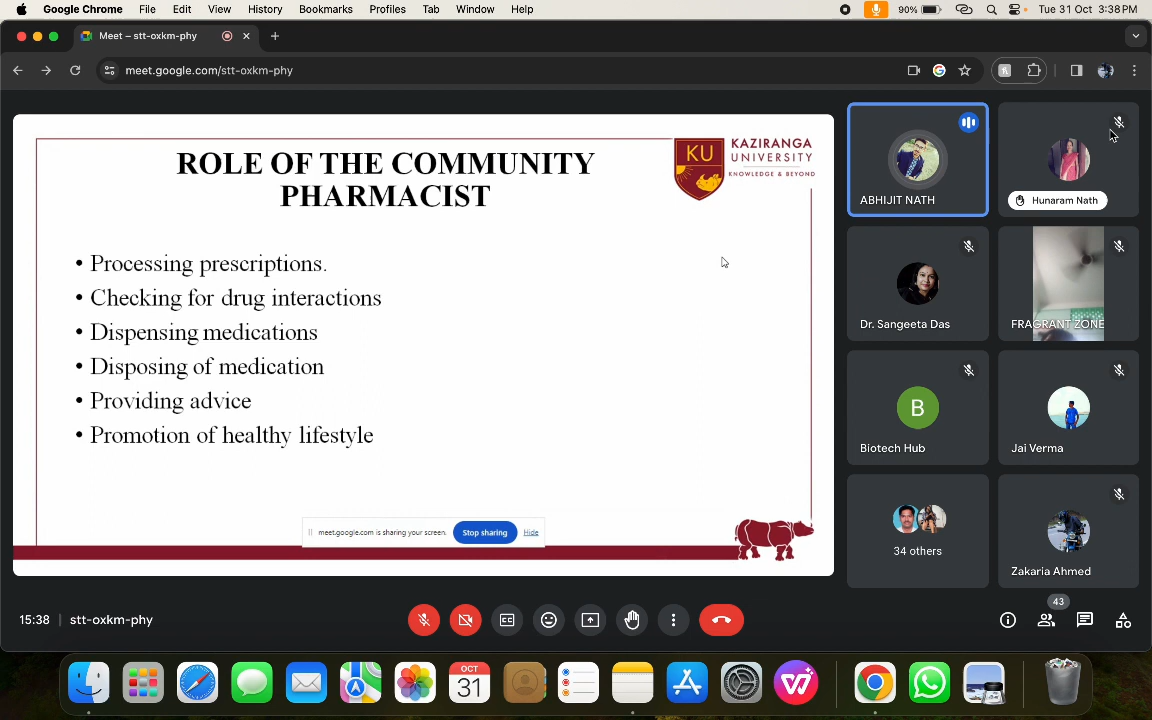 Google Chrome File Edit View History Bookmarks Profiles Tab Window Help
90% Tue 31 Oct 3:38 PM
Meet – stt-oxkm-phy
meet.google.com/stt-oxkm-phy
ROLE OF THE COMMUNITY
PHARMACIST
KU
KAZIRANGA
UNIVERSITY
KNOWLEDGE & BEYOND
• Processing prescriptions.
• Checking for drug interactions
• Dispensing medications
• Disposing of medication
• Providing advice
• Promotion of healthy lifestyle
meet.google.com is sharing your screen. Stop sharing Hide
ABHIJIT NATH
Hunaram Nath
Dr. Sangeeta Das
FRAGRANT ZONE
B
Biotech Hub
Jai Verma
34 others
Zakaria Ahmed
15:38 | stt-oxkm-phy
43
OCT
31